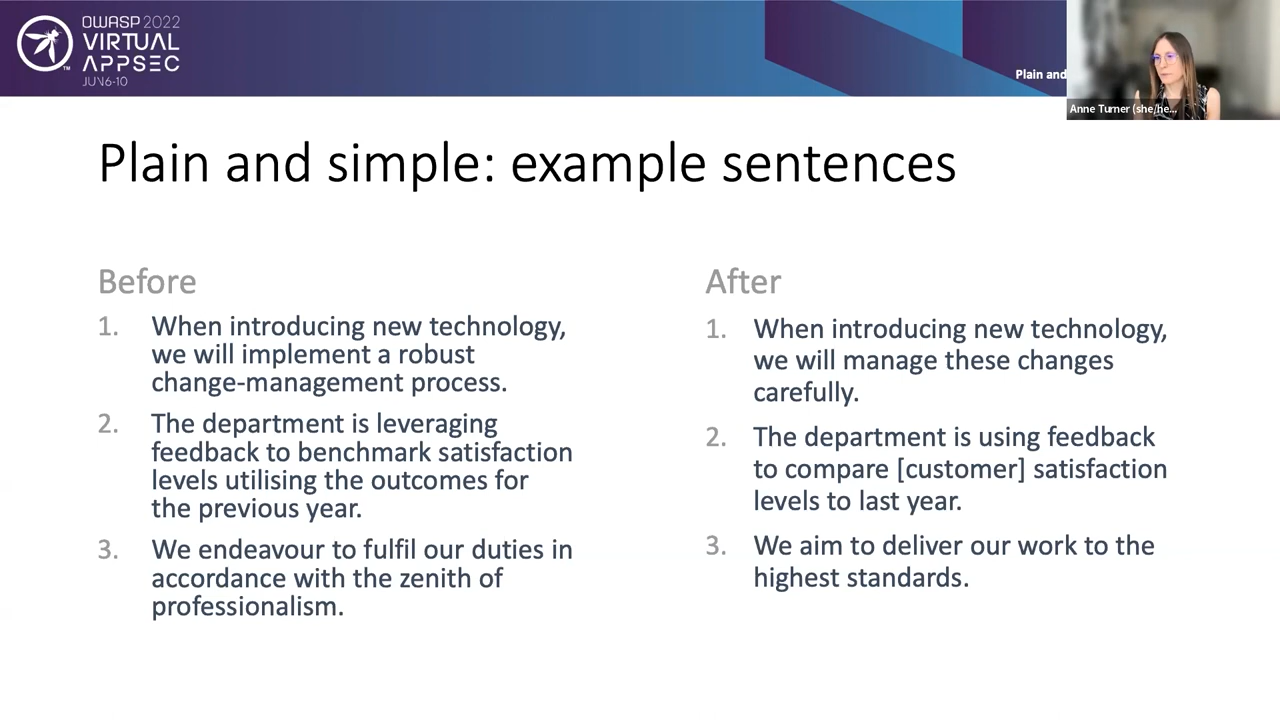 OWASP 2022
VIRTUAL
APPSEC
JUN 6-10
TM
Plain and
Anne Turner (she/he...
Plain and simple: example sentences
Before
1. When introducing new technology,
we will implement a robust
change-management process.
2. The department is leveraging
feedback to benchmark satisfaction
levels utilising the outcomes for
the previous year.
3. We endeavour to fulfil our duties in
accordance with the zenith of
professionalism.
After
1. When introducing new technology,
we will manage these changes
carefully.
2. The department is using feedback
to compare [customer] satisfaction
levels to last year.
3. We aim to deliver our work to the
highest standards.